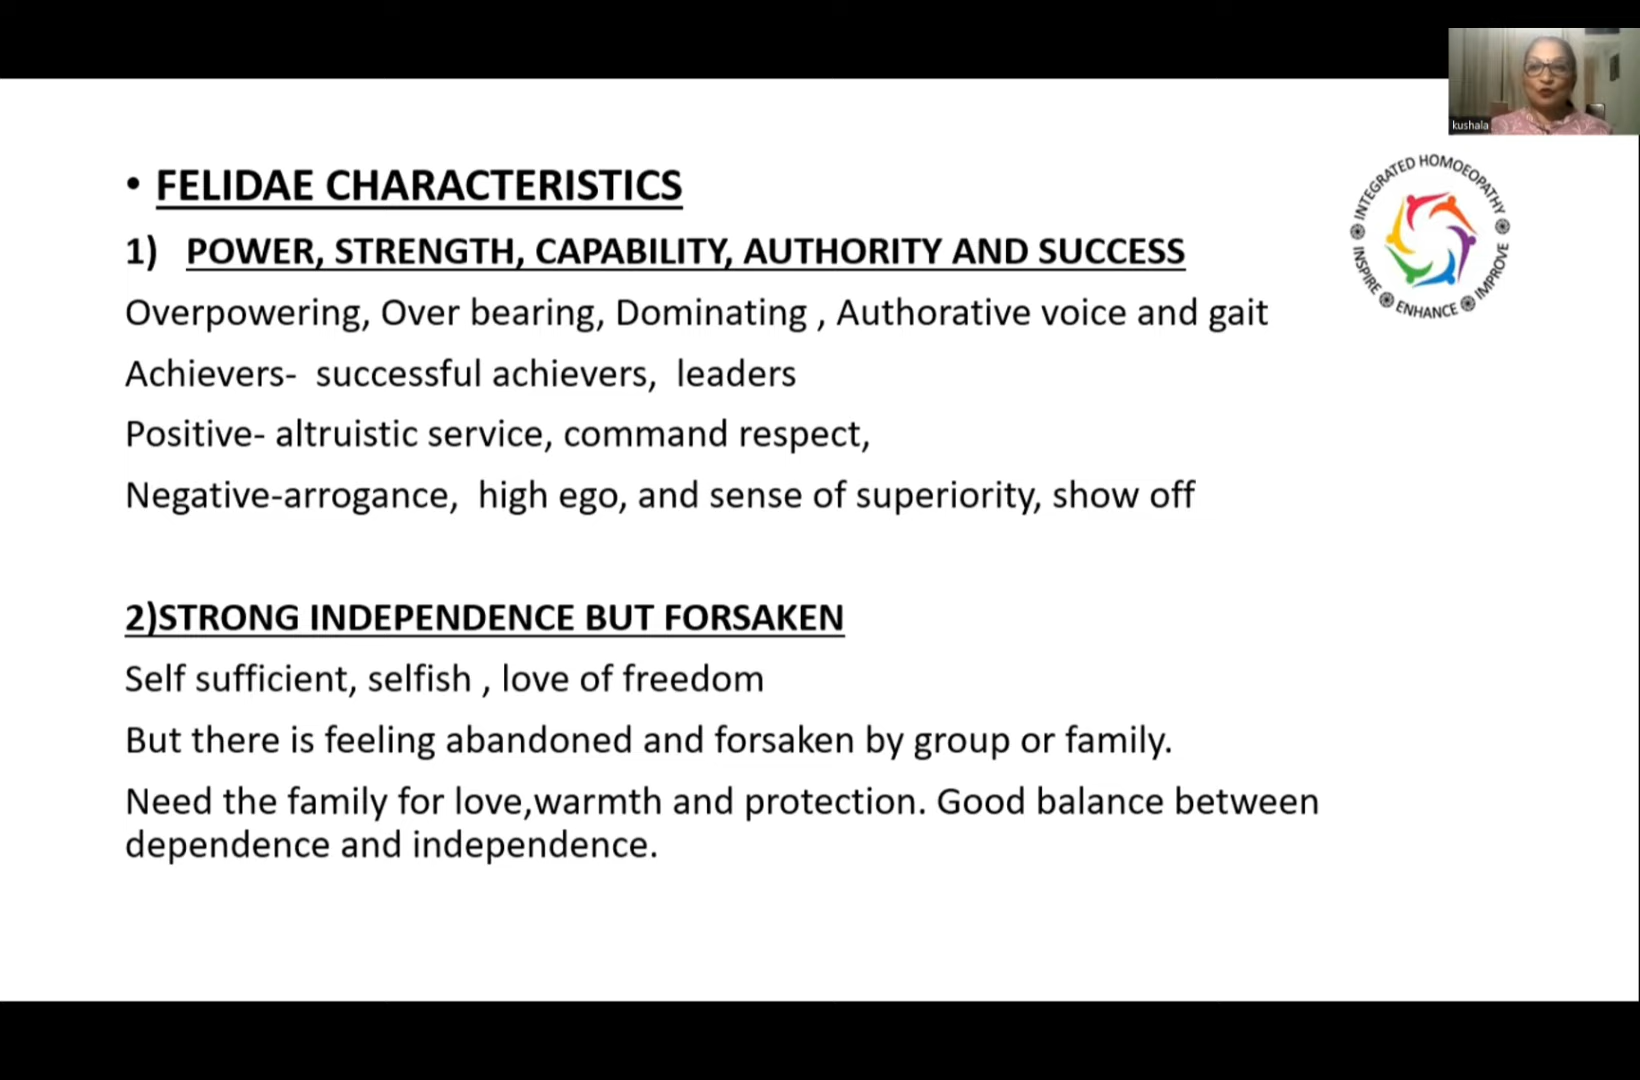 kushala
INTEGRATED HOMOEOPATHY
INSPIRE ENHANCE IMPROVE
• FELIDAE CHARACTERISTICS
1) POWER, STRENGTH, CAPABILITY, AUTHORITY AND SUCCESS
Overpowering, Over bearing, Dominating , Authorative voice and gait
Achievers- successful achievers, leaders
Positive- altruistic service, command respect,
Negative-arrogance, high ego, and sense of superiority, show off
2)STRONG INDEPENDENCE BUT FORSAKEN
Self sufficient, selfish , love of freedom
But there is feeling abandoned and forsaken by group or family.
Need the family for love,warmth and protection. Good balance between
dependence and independence.